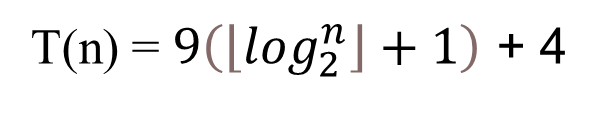 T(n) = 9(⌊log₂ⁿ⌋ + 1) + 4